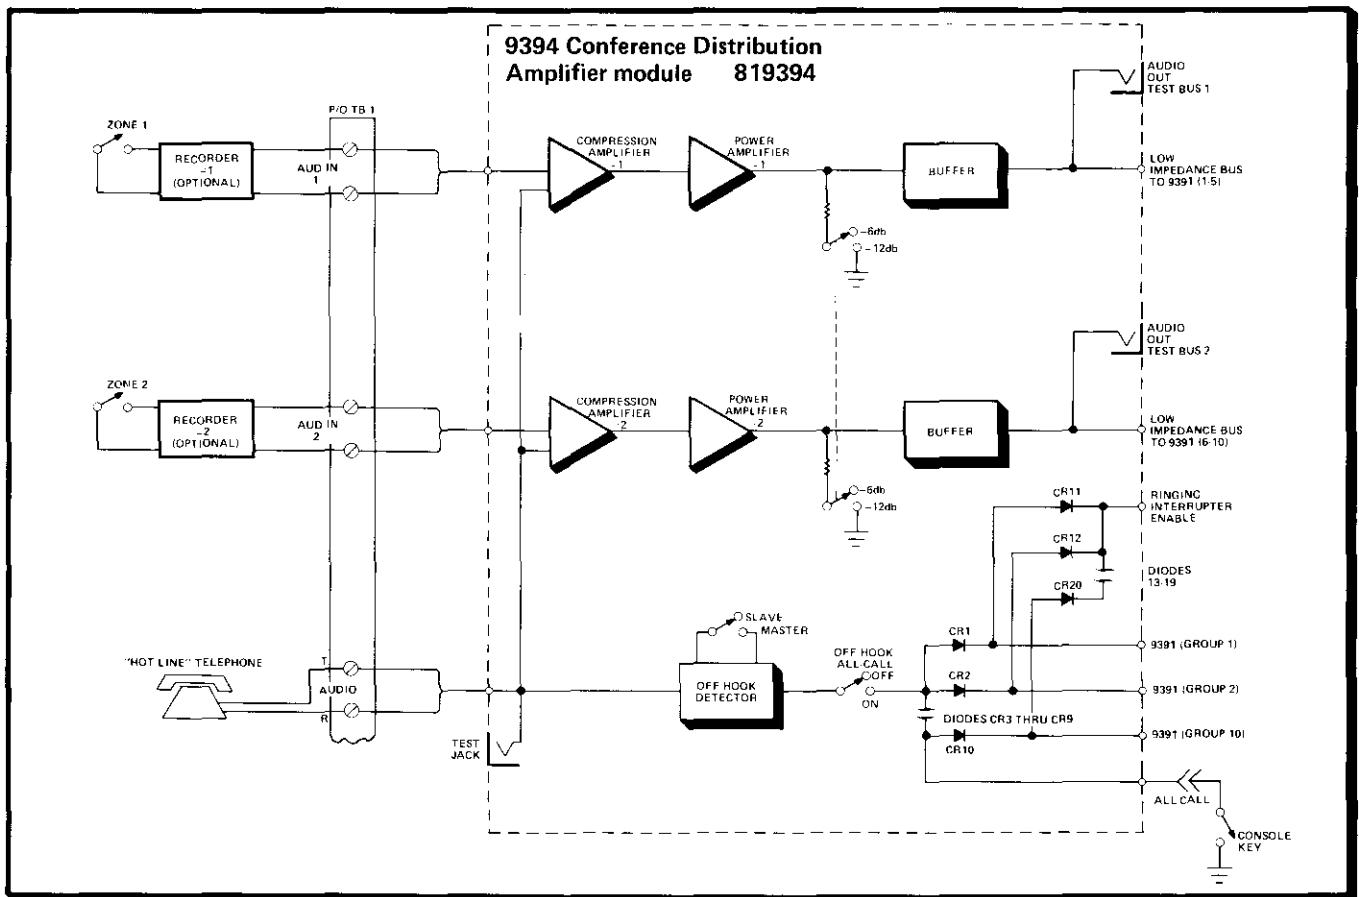 9394 Conference Distribution
Amplifier module 819394
AUDIO
OUT
TEST BUS 1
P/O TB 1
ZONE 1
RECORDER
-1
(OPTIONAL)
AUD IN
1
COMPRESSION
AMPLIFIER
-1
POWER
AMPLIFIER
-1
BUFFER
LOW
IMPEDANCE BUS
TO 9391 (1-5)
-6db
-12db
AUDIO
OUT
TEST BUS 2
ZONE 2
RECORDER
-2
(OPTIONAL)
AUD IN
2
COMPRESSION
AMPLIFIER
-2
POWER
AMPLIFIER
-2
BUFFER
LOW
IMPEDANCE BUS
TO 9391 (6-10)
-6db
-12db
CR11
RINGING
INTERRUPTER
ENABLE
CR12
DIODES
13-19
CR20
SLAVE
MASTER
"HOT LINE" TELEPHONE
T
AUDIO
R
OFF HOOK
DETECTOR
OFF HOOK
ALL-CALL
OFF
ON
CR1
9391 (GROUP 1)
CR2
9391 (GROUP 2)
DIODES CR3 THRU CR9
CR10
9391 (GROUP 10)
TEST
JACK
ALL CALL
CONSOLE
KEY